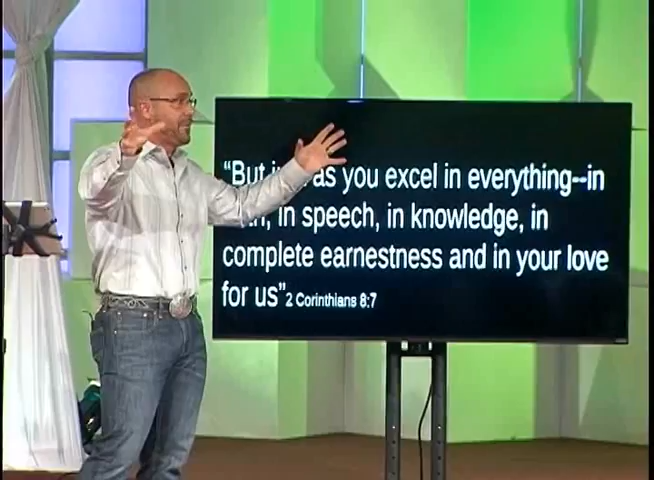 “But as you excel in everything--in
in speech, in knowledge, in
complete earnestness and in your love
for us” 2 Corinthians 8:7